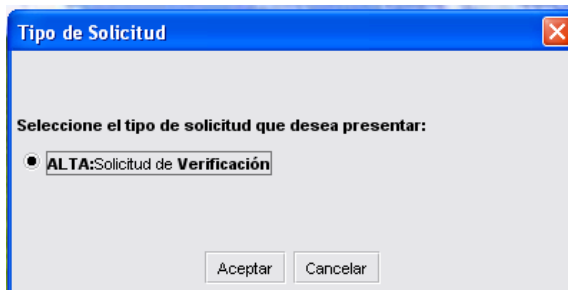 Tipo de Solicitud
Seleccione el tipo de solicitud que desea presentar:
ALTA:Solicitud de Verificación
Aceptar Cancelar